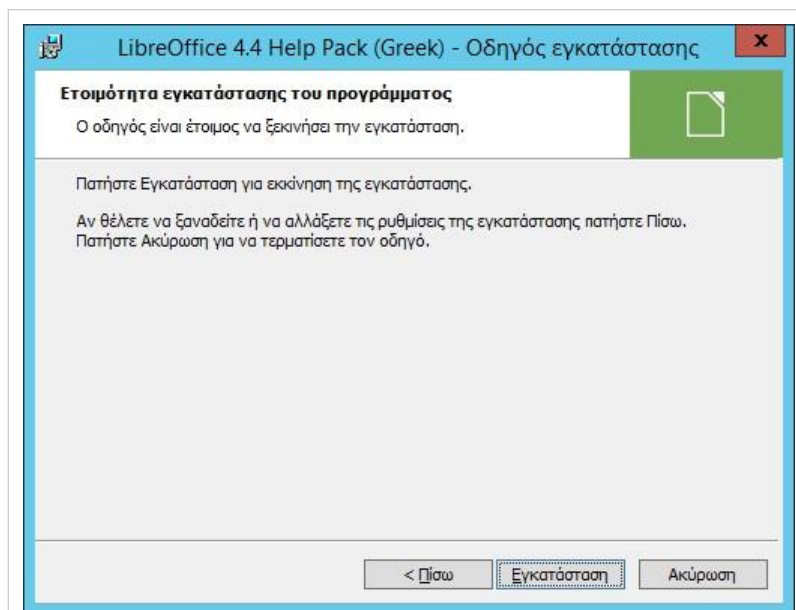 LibreOffice 4.4 Help Pack (Greek) - Οδηγός εγκατάστασης
x
Ετοιμότητα εγκατάστασης του προγράμματος
Ο οδηγός είναι έτοιμος να ξεκινήσει την εγκατάσταση.
Πατήστε Εγκατάσταση για εκκίνηση της εγκατάστασης.
Αν θέλετε να ξαναδείτε ή να αλλάξετε τις ρυθμίσεις της εγκατάστασης πατήστε Πίσω.
Πατήστε Ακύρωση για να τερματίσετε τον οδηγό.
< Πίσω Εγκατάσταση Ακύρωση